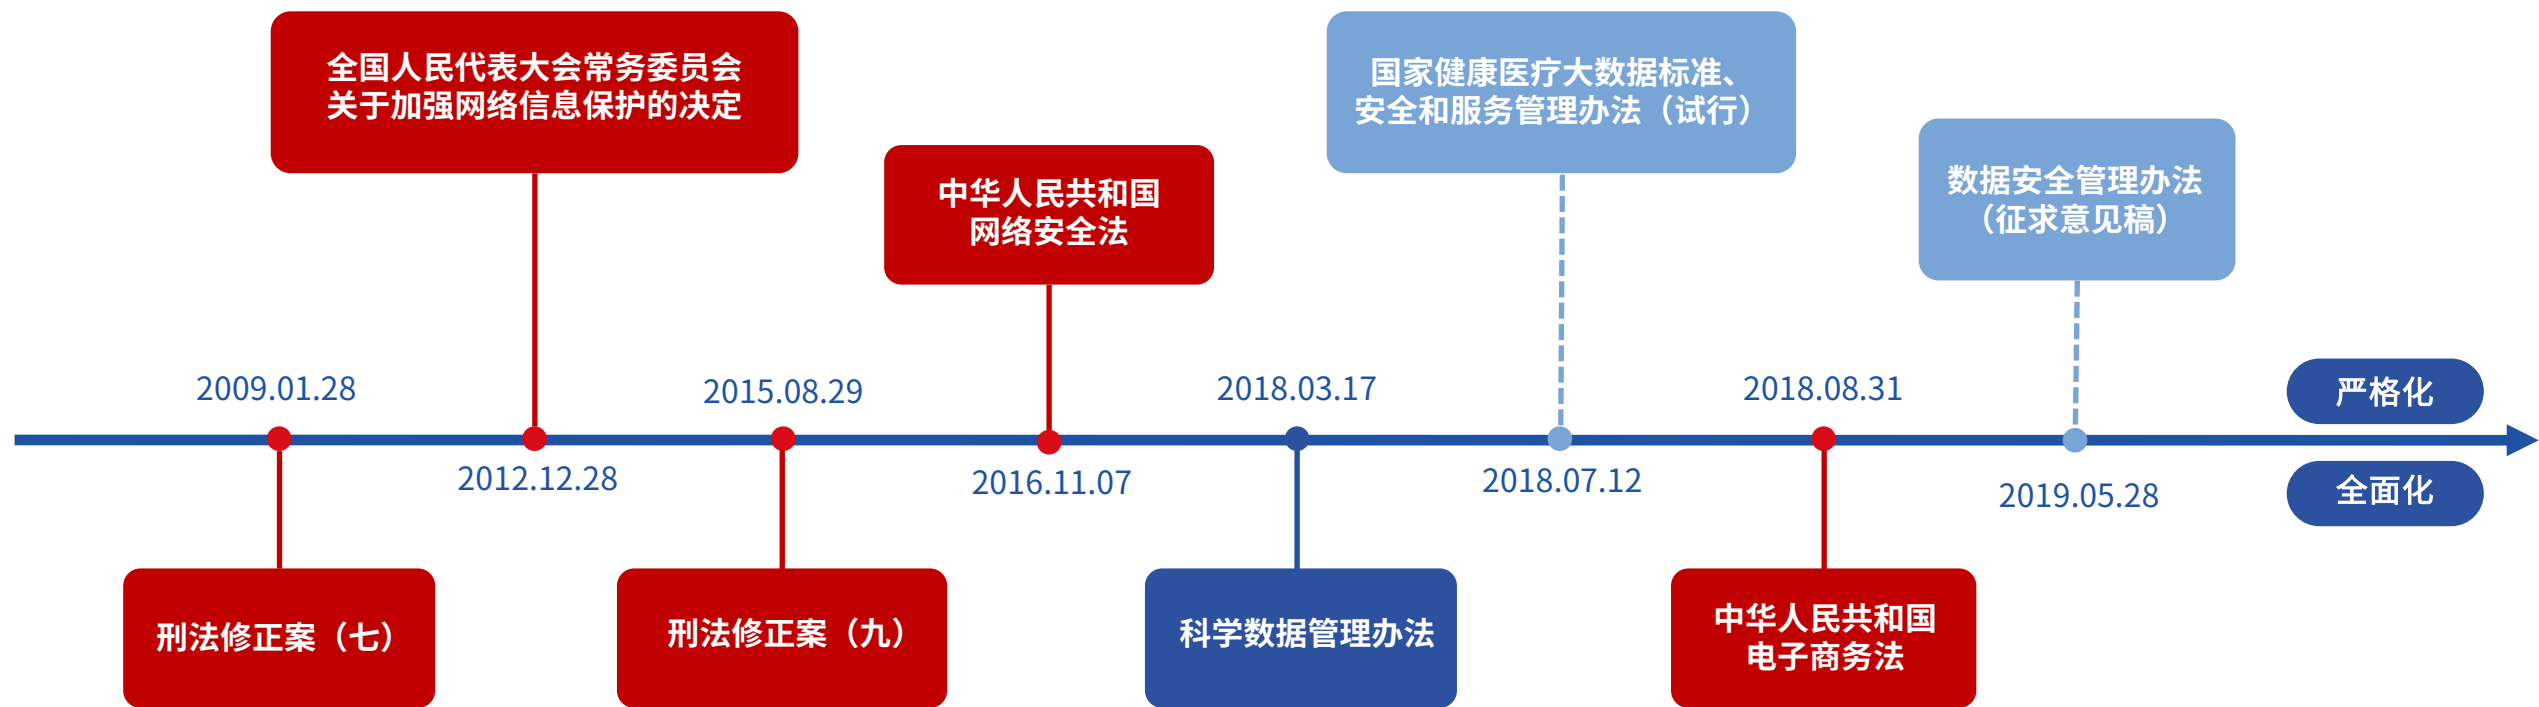 全国人民代表大会常务委员会
关于加强网络信息保护的决定
国家健康医疗大数据标准、
安全和服务管理办法（试行）
中华人民共和国
网络安全法
数据安全管理办法
（征求意见稿）
2009.01.28
2015.08.29
2018.03.17
2018.08.31
严格化
2012.12.28
2016.11.07
2018.07.12
2019.05.28
全面化
刑法修正案（七）
刑法修正案（九）
科学数据管理办法
中华人民共和国
电子商务法